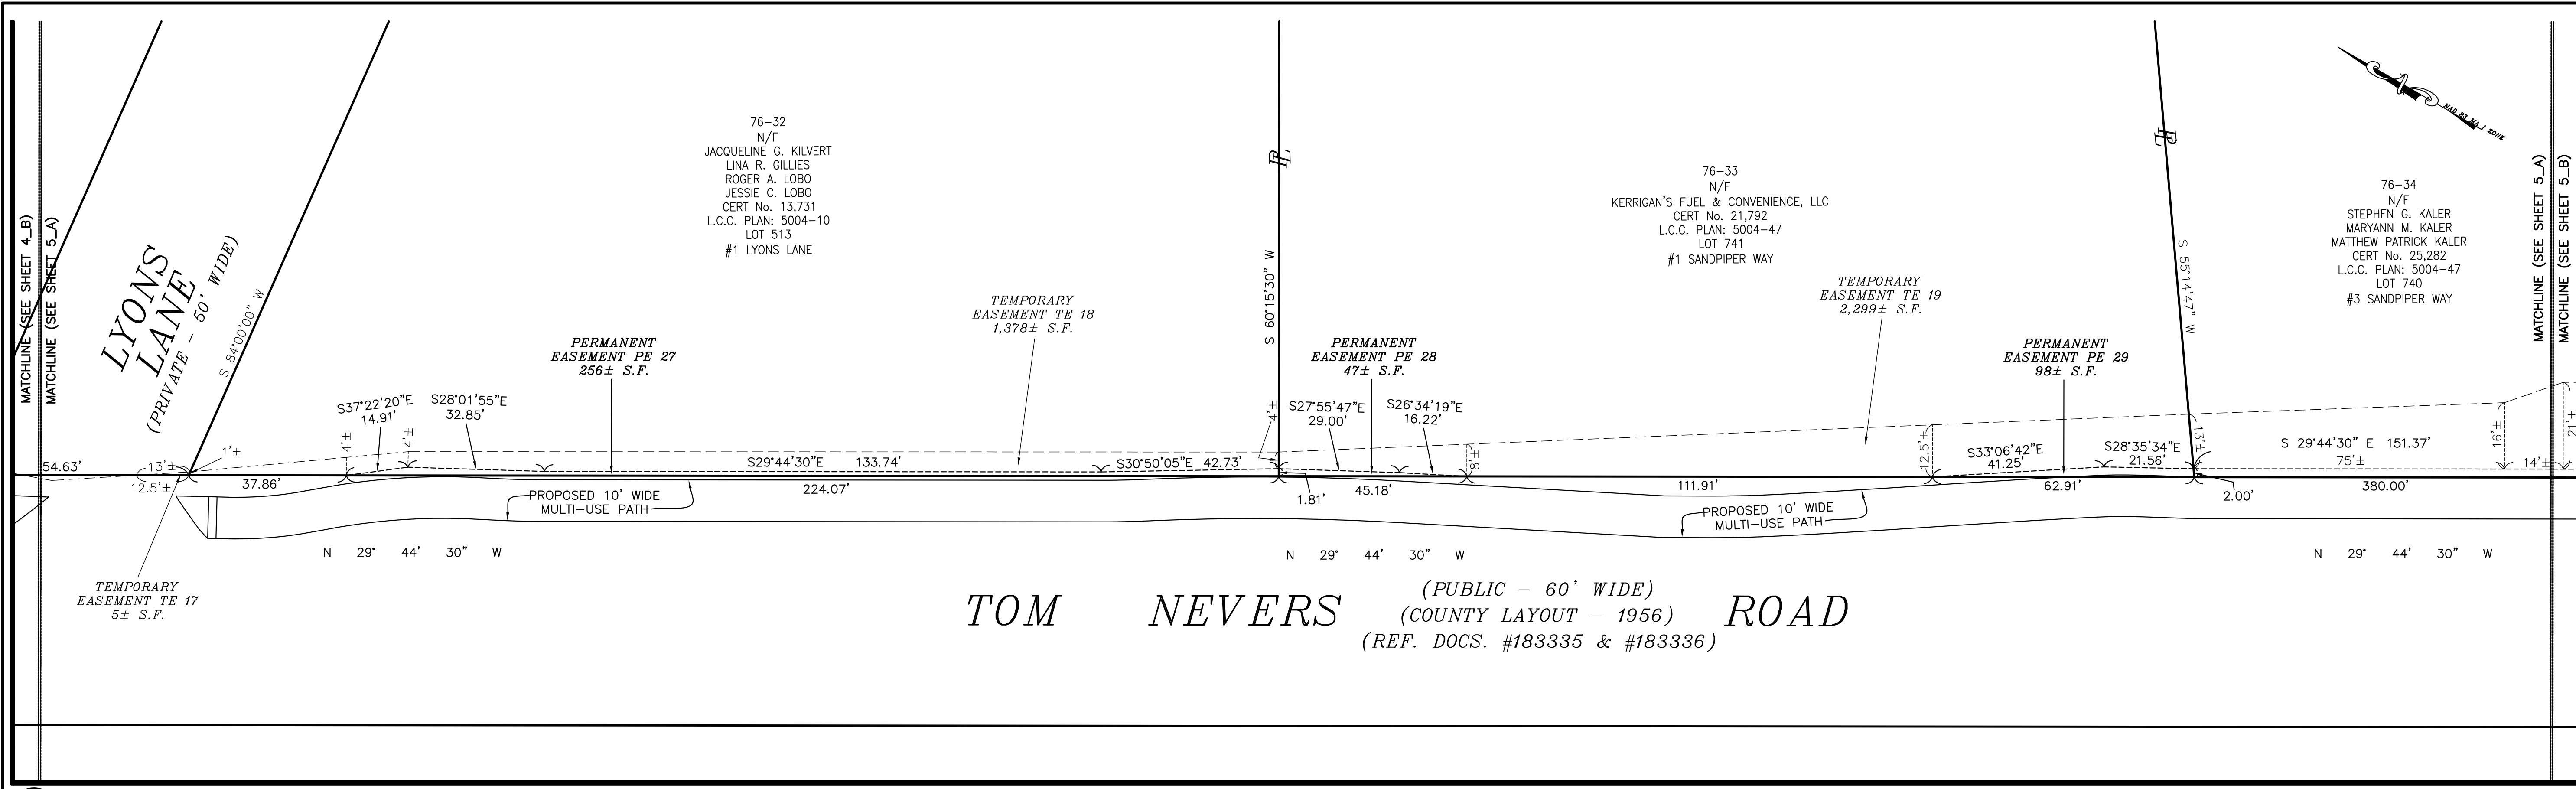 MATCHLINE (SEE SHEET 4_B)
MATCHLINE (SEE SHEET 5_A)
LYONS
LANE
(PRIVATE - 50' WIDE)
S 84°00'00" W
76-32
N/F
JACQUELINE G. KILVERT
LINA R. GILLIES
ROGER A. LOBO
JESSIE C. LOBO
CERT No. 13,731
L.C.C. PLAN: 5004-10
LOT 513
#1 LYONS LANE
PERMANENT
EASEMENT PE 27
256± S.F.
TEMPORARY
EASEMENT TE 18
1,378± S.F.
S 60°15'30" W
PL
76-33
N/F
KERRIGAN'S FUEL & CONVENIENCE, LLC
CERT No. 21,792
L.C.C. PLAN: 5004-47
LOT 741
#1 SANDPIPER WAY
PERMANENT
EASEMENT PE 28
47± S.F.
TEMPORARY
EASEMENT TE 19
2,299± S.F.
PERMANENT
EASEMENT PE 29
98± S.F.
PL
S 55°14'47" W
76-34
N/F
STEPHEN G. KALER
MARYANN M. KALER
MATTHEW PATRICK KALER
CERT No. 25,282
L.C.C. PLAN: 5004-47
LOT 740
#3 SANDPIPER WAY
NAD 83 MA_I ZONE
MATCHLINE (SEE SHEET 5_A)
MATCHLINE (SEE SHEET 5_B)
54.63'
13'±
12.5'±
1'±
37.86'
4'±
S37°22'20"E
14.91'
4'±
S28°01'55"E
32.85'
S29°44'30"E 133.74'
224.07'
S30°50'05"E 42.73'
4'±
1.81'
S27°55'47"E
29.00'
45.18'
S26°34'19"E
16.22'
8'±
111.91'
12.5'±
S33°06'42"E
41.25'
62.91'
S28°35'34"E
21.56'
13'±
2.00'
S 29°44'30" E 151.37'
75'±
380.00'
16'±
14'±
21'±
PROPOSED 10' WIDE
MULTI-USE PATH
PROPOSED 10' WIDE
MULTI-USE PATH
N 29° 44' 30" W
N 29° 44' 30" W
N 29° 44' 30" W
TEMPORARY
EASEMENT TE 17
5± S.F.
TOM NEVERS ROAD
(PUBLIC - 60' WIDE)
(COUNTY LAYOUT - 1956)
(REF. DOCS. #183335 & #183336)